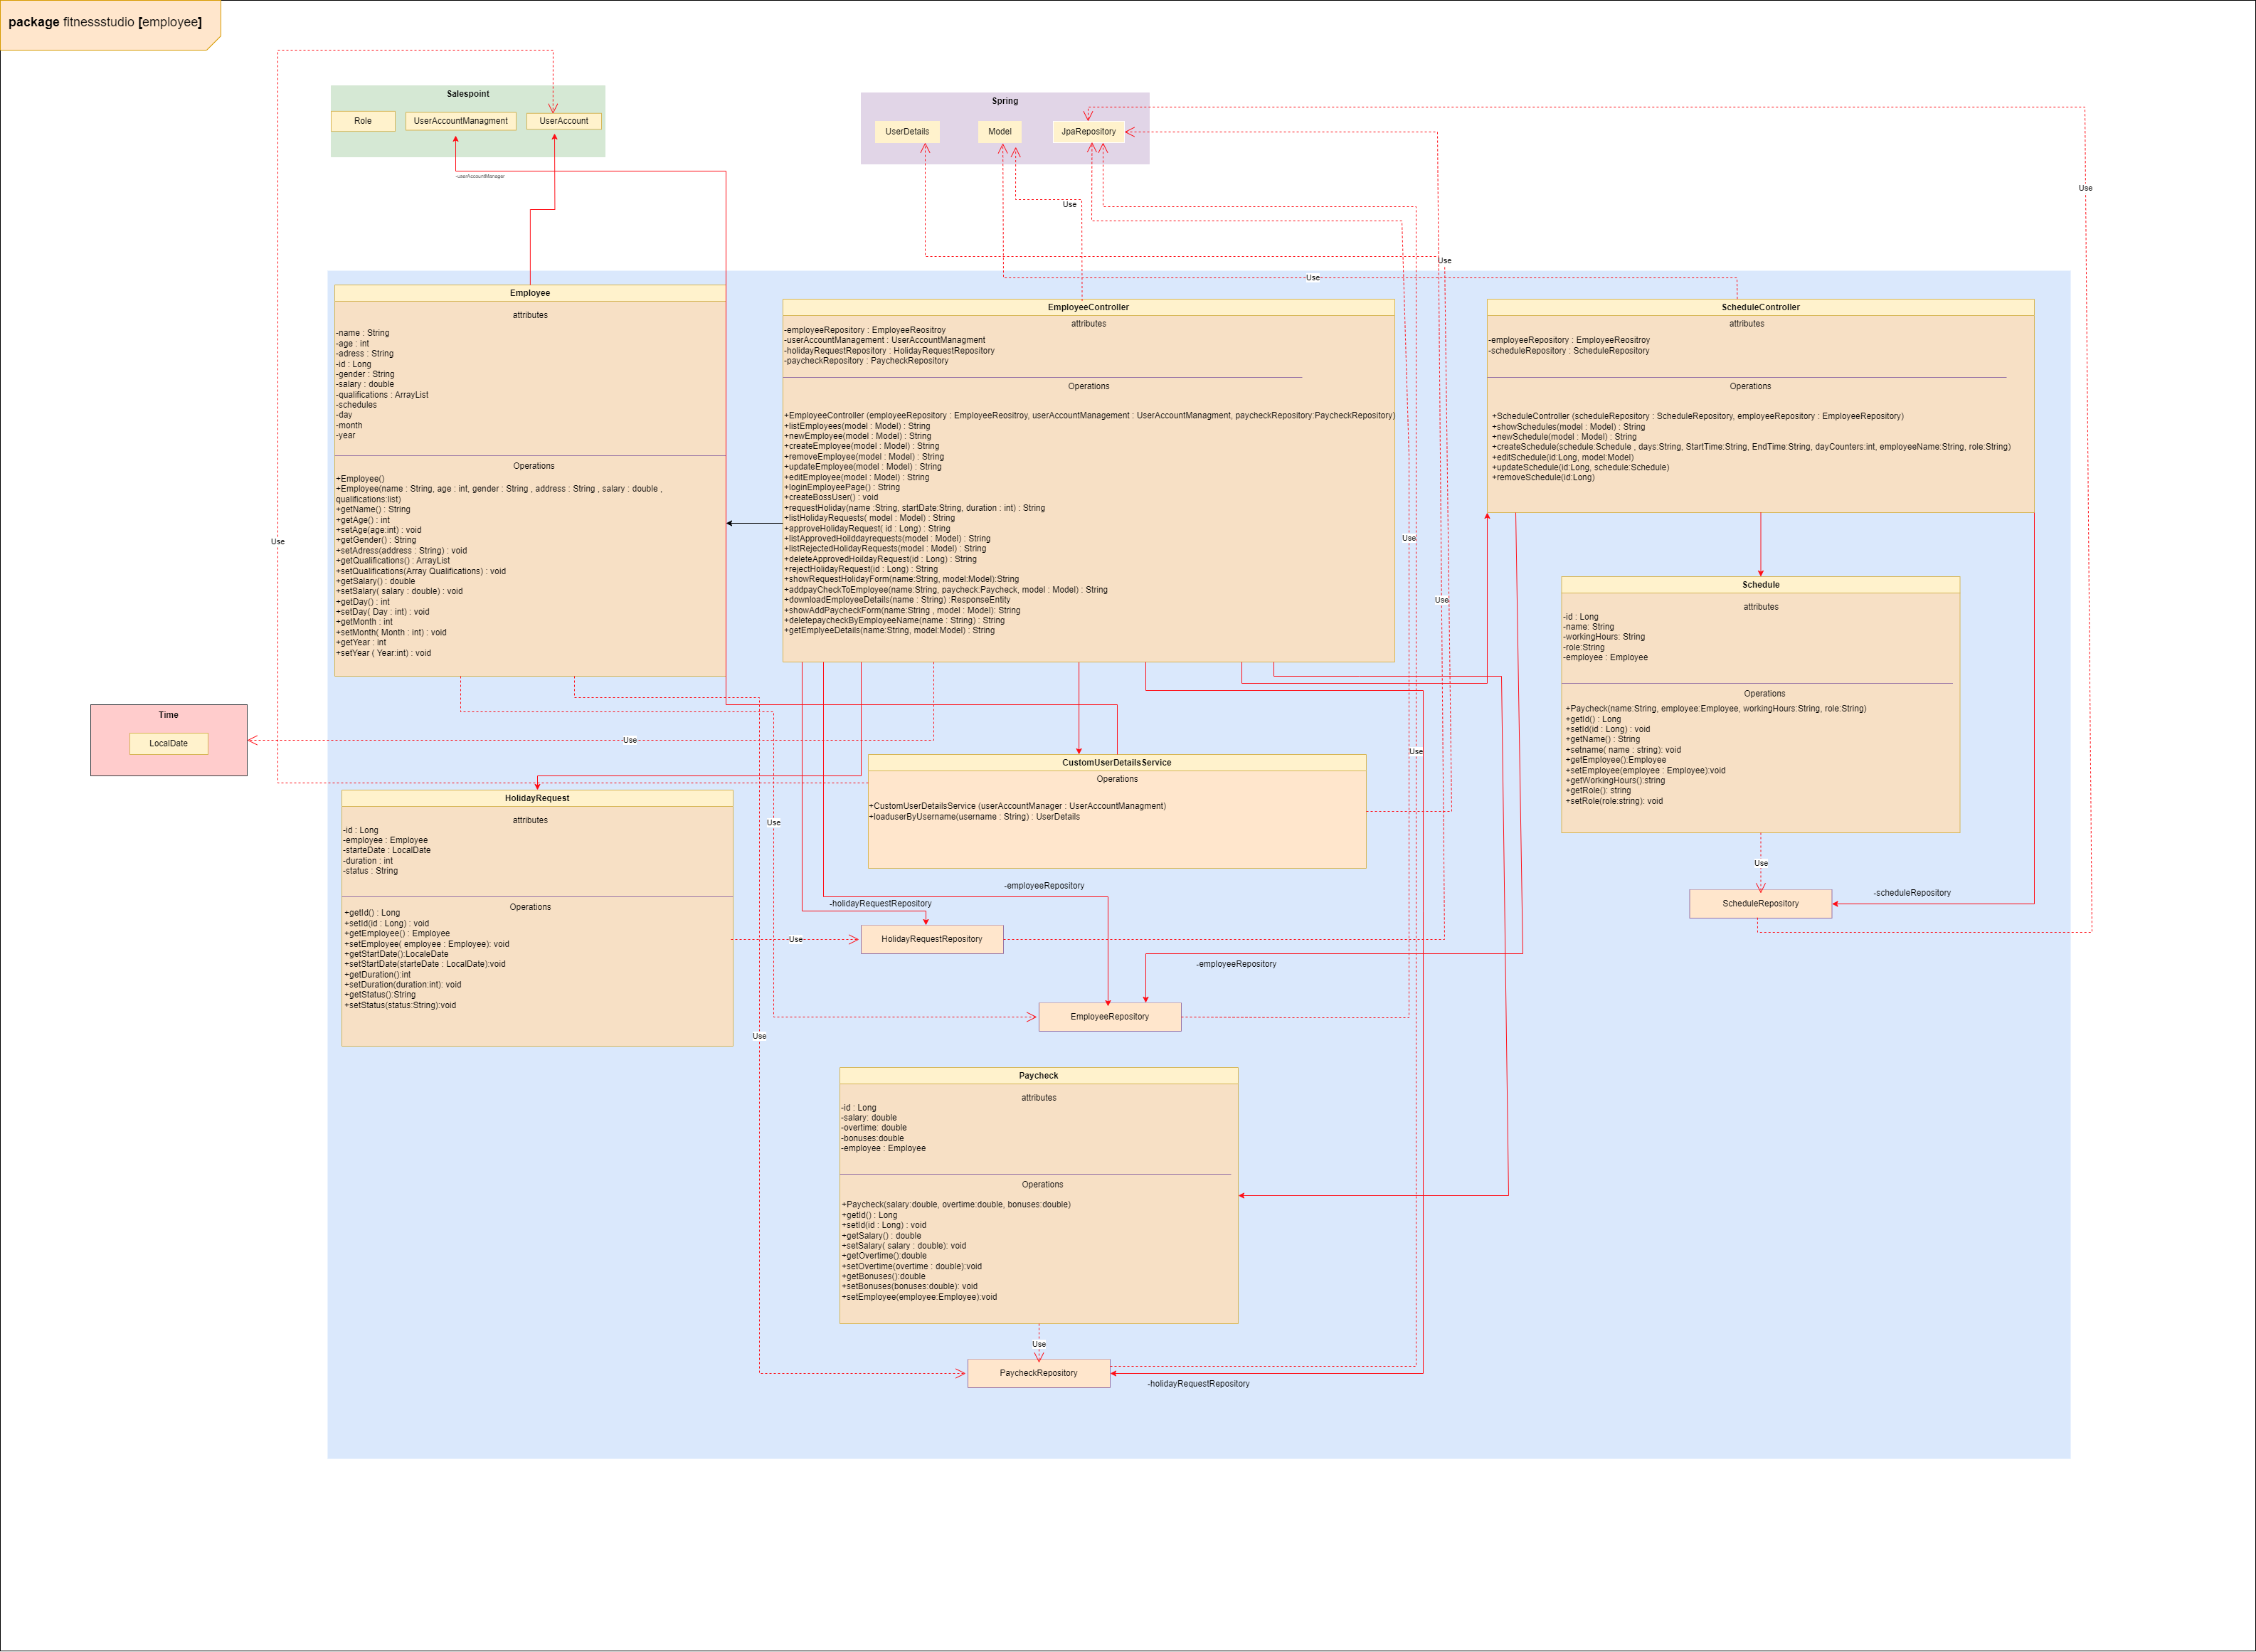 package fitnessstudio [employee]
Salespoint
Role
UserAccountManagment
UserAccount
-userAccountManager
Spring
UserDetails
Model
JpaRepository
Use
Use
Use
Use
Employee
attributes
-name : String
-age : int
-adress : String
-id : Long
-gender : String
-salary : double
-qualifications : ArrayList
-schedules
-day
-month
-year
Operations
+Employee()
+Employee(name : String, age : int, gender : String , address : String , salary : double ,
qualifications:list)
+getName() : String
+getAge() : int
+setAge(age:int) : void
+getGender() : String
+setAdress(address : String) : void
+getQualifications() : ArrayList
+setQualifications(Array Qualifications) : void
+getSalary() : double
+setSalary( salary : double) : void
+getDay() : int
+setDay( Day : int) : void
+getMonth : int
+setMonth( Month : int) : void
+getYear : int
+setYear ( Year:int) : void
EmployeeController
attributes
-employeeRepository : EmployeeReositroy
-userAccountManagement : UserAccountManagment
-holidayRequestRepository : HolidayRequestRepository
-paycheckRepository : PaycheckRepository
Operations
+EmployeeController (employeeRepository : EmployeeReositroy, userAccountManagement : UserAccountManagment, paycheckRepository:PaycheckRepository)
+listEmployees(model : Model) : String
+newEmployee(model : Model) : String
+createEmployee(model : Model) : String
+removeEmployee(model : Model) : String
+updateEmployee(model : Model) : String
+editEmployee(model : Model) : String
+loginEmployeePage() : String
+createBossUser() : void
+requestHoliday(name :String, startDate:String, duration : int) : String
+listHolidayRequests( model : Model) : String
+approveHolidayRequest( id : Long) : String
+listApprovedHoilddayrequests(model : Model) : String
+listRejectedHolidayRequests(model : Model) : String
+deleteApprovedHoildayRequest(id : Long) : String
+rejectHolidayRequest(id : Long) : String
+showRequestHolidayForm(name:String, model:Model):String
+addpayCheckToEmployee(name:String, paycheck:Paycheck, model : Model) : String
+downloadEmployeeDetails(name : String) :ResponseEntity
+showAddPaycheckForm(name:String , model : Model): String
+deletepaycheckByEmployeeName(name : String) : String
+getEmplyeeDetails(name:String, model:Model) : String
ScheduleController
attributes
-employeeRepository : EmployeeReositroy
-scheduleRepository : ScheduleRepository
Operations
+ScheduleController (scheduleRepository : ScheduleRepository, employeeRepository : EmployeeRepository)
+showSchedules(model : Model) : String
+newSchedule(model : Model) : String
+createSchedule(schedule:Schedule , days:String, StartTime:String, EndTime:String, dayCounters:int, employeeName:String, role:String)
+editSchedule(id:Long, model:Model)
+updateSchedule(id:Long, schedule:Schedule)
+removeSchedule(id:Long)
Use
Use
Use
Schedule
attributes
-id : Long
-name: String
-workingHours: String
-role:String
-employee : Employee
Operations
+Paycheck(name:String, employee:Employee, workingHours:String, role:String)
+getId() : Long
+setId(id : Long) : void
+getName() : String
+setname( name : string): void
+getEmployee():Employee
+setEmployee(employee : Employee):void
+getWorkingHours():string
+getRole(): string
+setRole(role:string): void
Time
LocalDate
Use
Use
CustomUserDetailsService
Operations
+CustomUserDetailsService (userAccountManager : UserAccountManagment)
+loaduserByUsername(username : String) : UserDetails
HolidayRequest
attributes
-id : Long
-employee : Employee
-starteDate : LocalDate
-duration : int
-status : String
Operations
+getId() : Long
+setId(id : Long) : void
+getEmployee() : Employee
+setEmployee( employee : Employee): void
+getStartDate():LocaleDate
+setStartDate(starteDate : LocalDate):void
+getDuration():int
+setDuration(duration:int): void
+getStatus():String
+setStatus(status:String):void
Use
Use
-employeeRepository
-holidayRequestRepository
-scheduleRepository
ScheduleRepository
Use
HolidayRequestRepository
-employeeRepository
EmployeeRepository
Use
Paycheck
attributes
-id : Long
-salary: double
-overtime: double
-bonuses:double
-employee : Employee
Operations
+Paycheck(salary:double, overtime:double, bonuses:double)
+getId() : Long
+setId(id : Long) : void
+getSalary() : double
+setSalary( salary : double): void
+getOvertime():double
+setOvertime(overtime : double):void
+getBonuses():double
+setBonuses(bonuses:double): void
+setEmployee(employee:Employee):void
Use
PaycheckRepository
-holidayRequestRepository